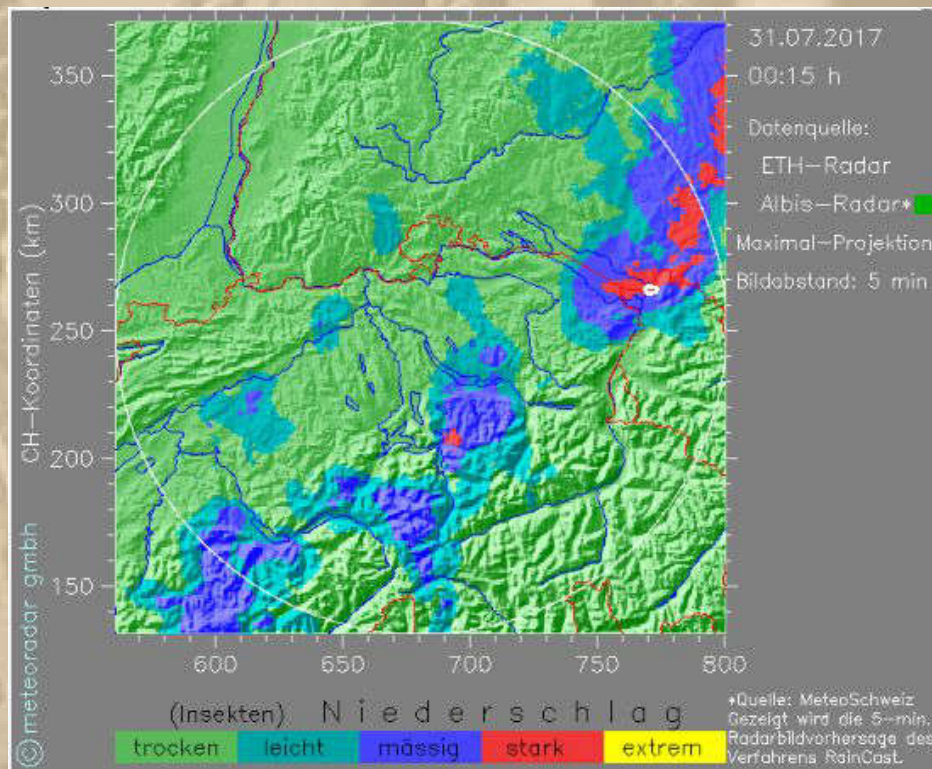 31.07.2017
00:15 h
Datenquelle:
ETH-Radar
Albis-Radar*
Maximal-Projektion
Bildabstand: 5 min
CH-Koordinaten (km)
© meteoradar gmbh
350
300
250
200
150
600 650 700 750 800
(Insekten) Niederschlag
trocken leicht mässig stark extrem
*Quelle: MeteoSchweiz
Gezeigt wird die 5-min.
Radarbildvorhersage des
Verfahrens RainCast.